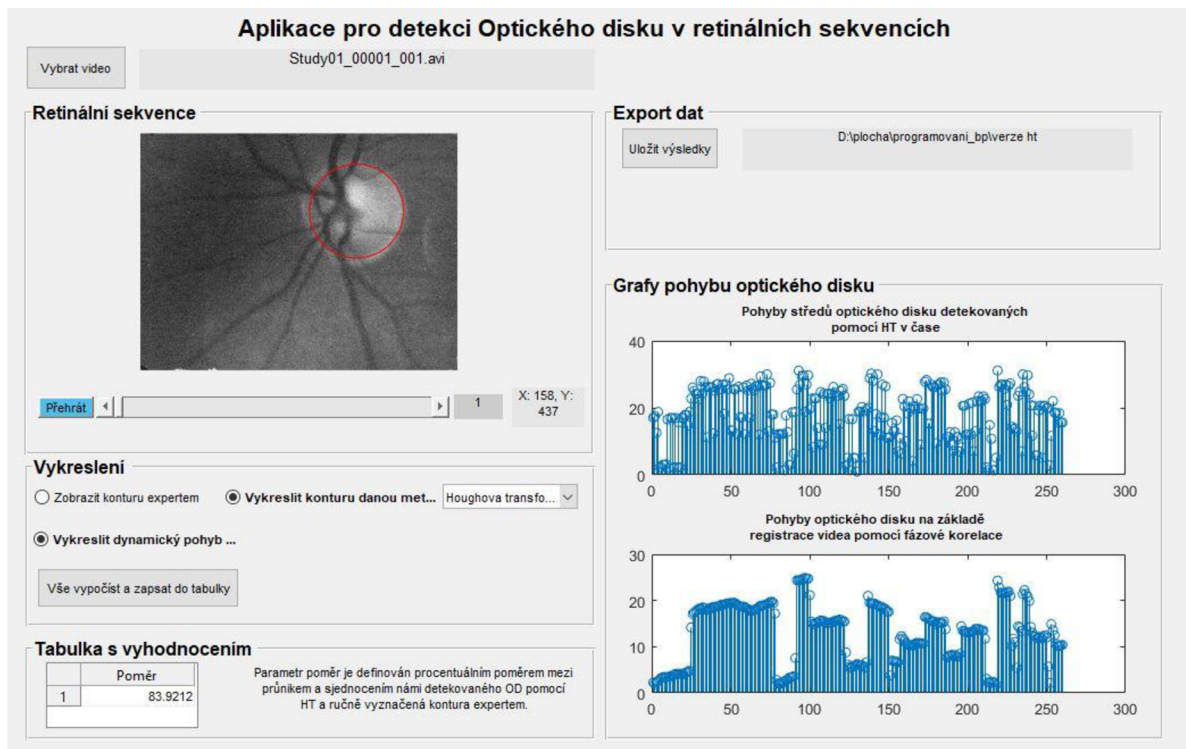 Aplikace pro detekci Optického disku v retinálních sekvencích
Vybrat video
Study01_00001_001.avi
Retinální sekvence
Přehrát
1
X: 158, Y:
437
Vykreslení
Zobrazit konturu expertem
Vykreslit konturu danou met...
Houghova transfo...
Vykreslit dynamický pohyb ...
Vše vypočíst a zapsat do tabulky
Tabulka s vyhodnocením
Poměr
1 83.9212
Parametr poměr je definován procentuálním poměrem mezi
průnikem a sjednocením námi detekovaného OD pomocí
HT a ručně vyznačená kontura expertem.
Export dat
Uložit výsledky
D:\plocha\programovani_bp\verze ht
Grafy pohybu optického disku
Pohyby středů optického disku detekovaných
pomocí HT v čase
40
20
0
0 50 100 150 200 250 300
Pohyby optického disku na základě
registrace videa pomocí fázové korelace
30
20
10
0
0 50 100 150 200 250 300